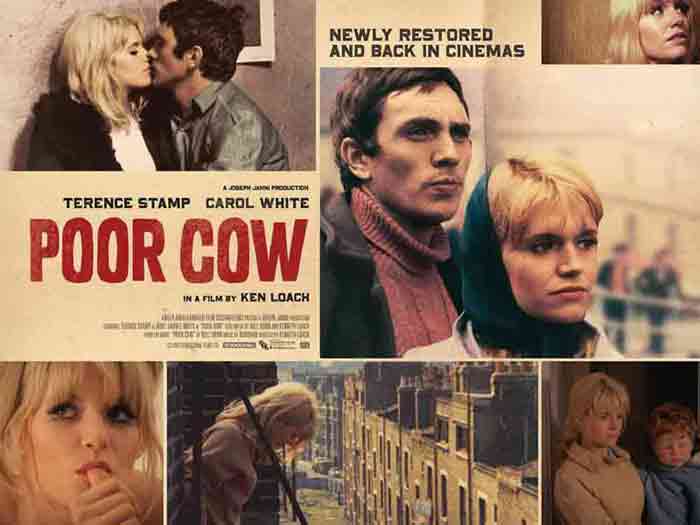 NEWLY RESTORED
AND BACK IN CINEMAS
A JOSEPH JANNI PRODUCTION
TERENCE STAMP CAROL WHITE
POOR COW
IN A FILM BY KEN LOACH